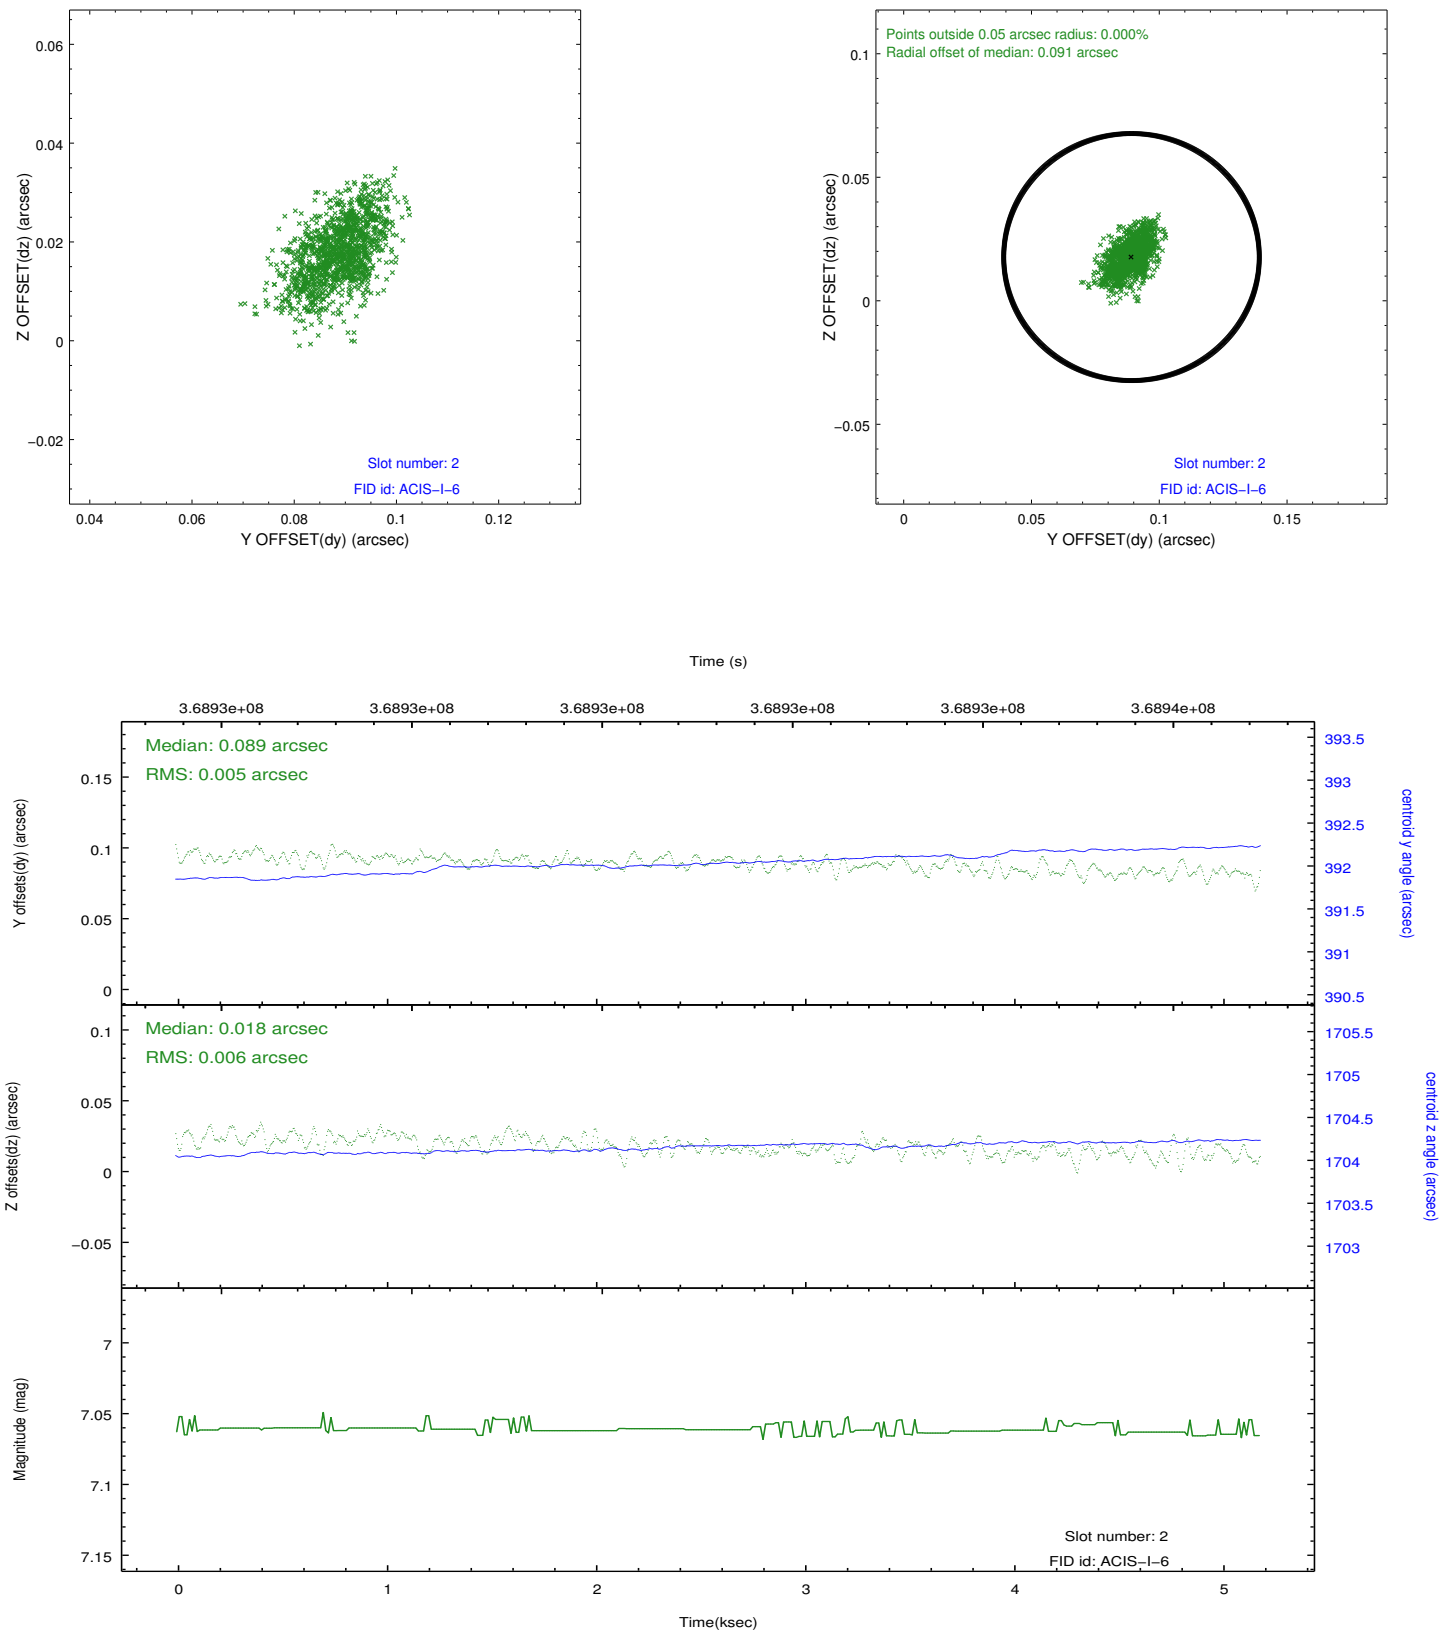 0.06
0.04
0.02
0
−0.02
Z OFFSET(dz) (arcsec)
Slot number: 2
FID id: ACIS−I−6
0.04
0.06
0.08
0.1
0.12
Y OFFSET(dy) (arcsec)
Points outside 0.05 arcsec radius: 0.000%
Radial offset of median: 0.091 arcsec
0.1
0.05
0
−0.05
Z OFFSET(dz) (arcsec)
Slot number: 2
FID id: ACIS−I−6
0
0.05
0.1
0.15
Y OFFSET(dy) (arcsec)
Time (s)
3.6893e+08
3.6893e+08
3.6893e+08
3.6893e+08
3.6893e+08
3.6894e+08
Median: 0.089 arcsec
RMS: 0.005 arcsec
0.15
0.1
0.05
0
Y offsets(dy) (arcsec)
393.5
393
392.5
392
391.5
391
390.5
centroid y angle (arcsec)
Median: 0.018 arcsec
RMS: 0.006 arcsec
0.1
0.05
0
−0.05
Z offsets(dz) (arcsec)
1705.5
1705
1704.5
1704
1703.5
1703
centroid z angle (arcsec)
7
7.05
7.1
7.15
Magnitude (mag)
Slot number: 2
FID id: ACIS−I−6
0
1
2
3
4
5
Time(ksec)